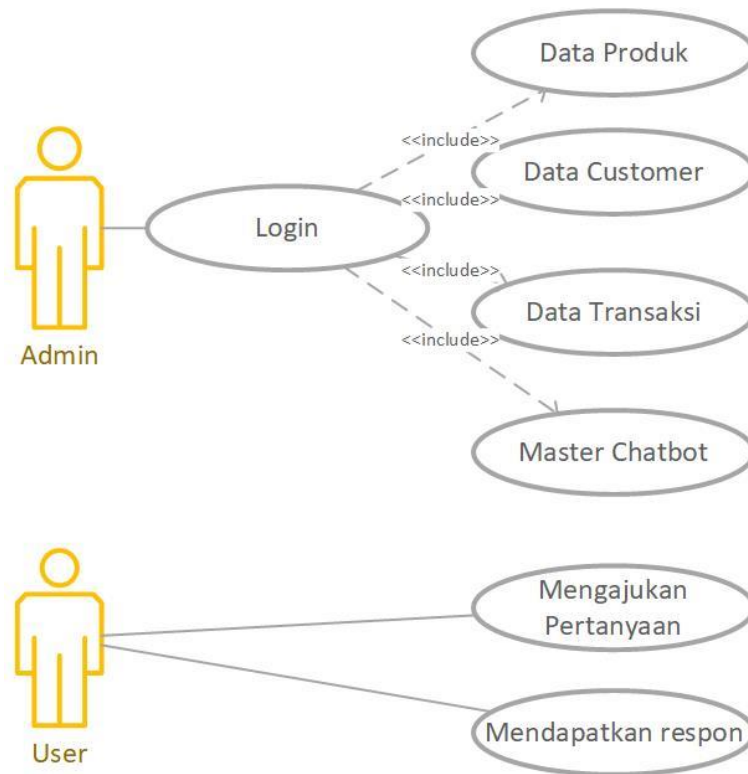 Data Produk
<<include>>
Data Customer
<<include>>
Login
<<include>>
Data Transaksi
<<include>>
Admin
Master Chatbot
Mengajukan
Pertanyaan
Mendapatkan respon
User